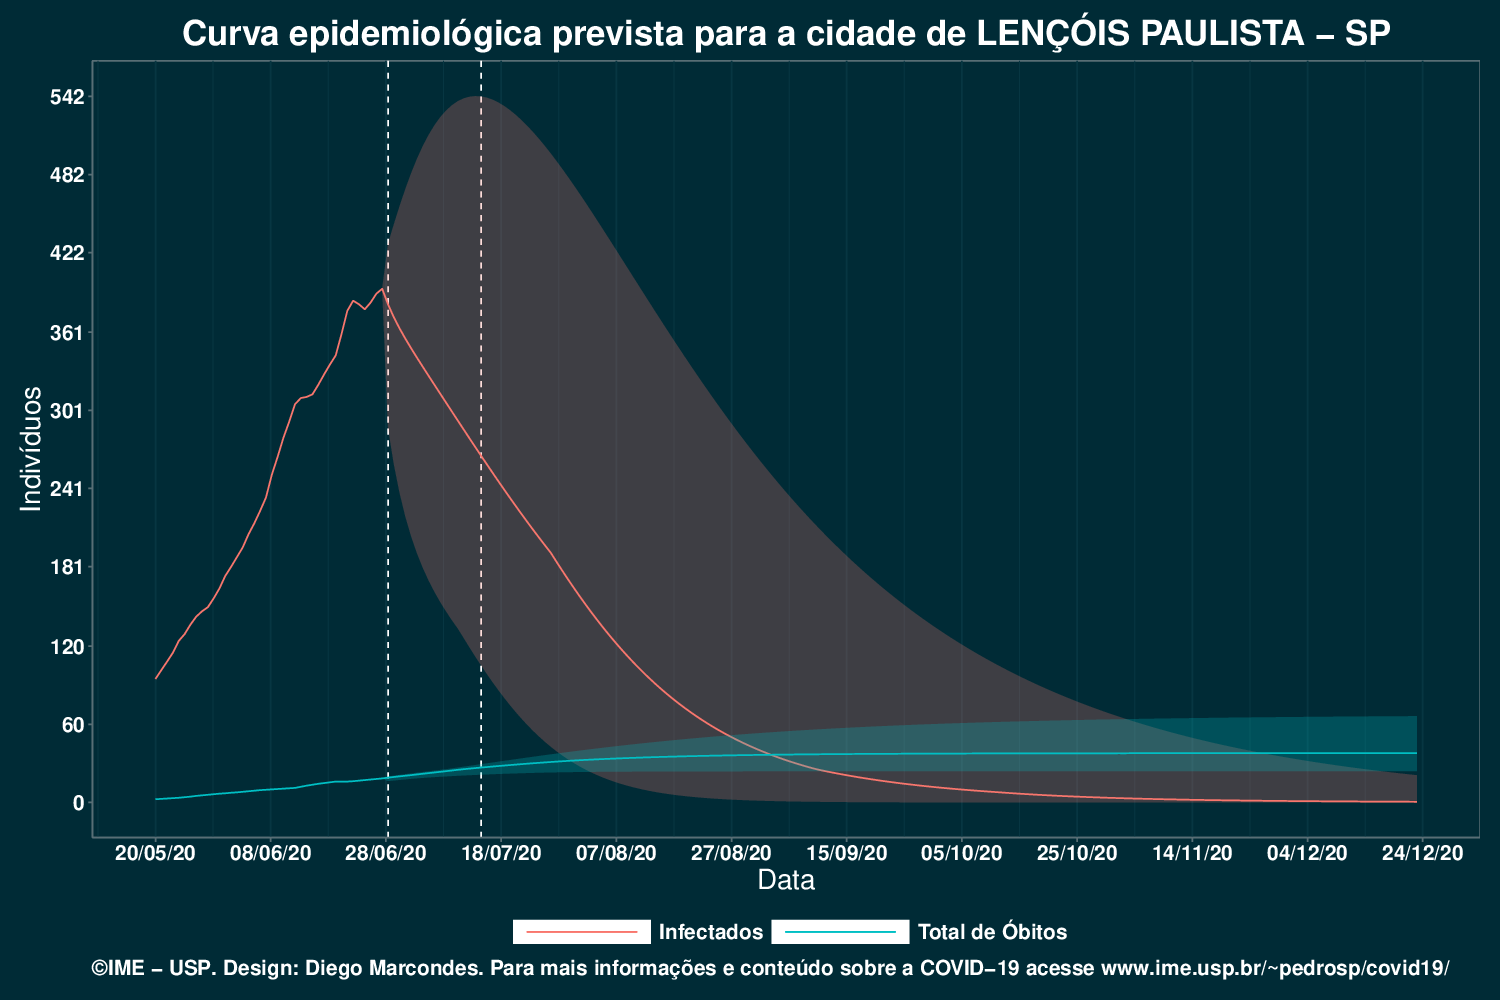 Curva epidemiológica prevista para a cidade de LENÇÓIS PAULISTA – SP
Indivíduos
542
482
422
361
301
241
181
120
60
0
20/05/20 08/06/20 28/06/20 18/07/20 07/08/20 27/08/20 15/09/20 05/10/20 25/10/20 14/11/20 04/12/20 24/12/20
Data
Infectados Total de Óbitos
©IME – USP. Design: Diego Marcondes. Para mais informações e conteúdo sobre a COVID–19 acesse www.ime.usp.br/~pedrosp/covid19/